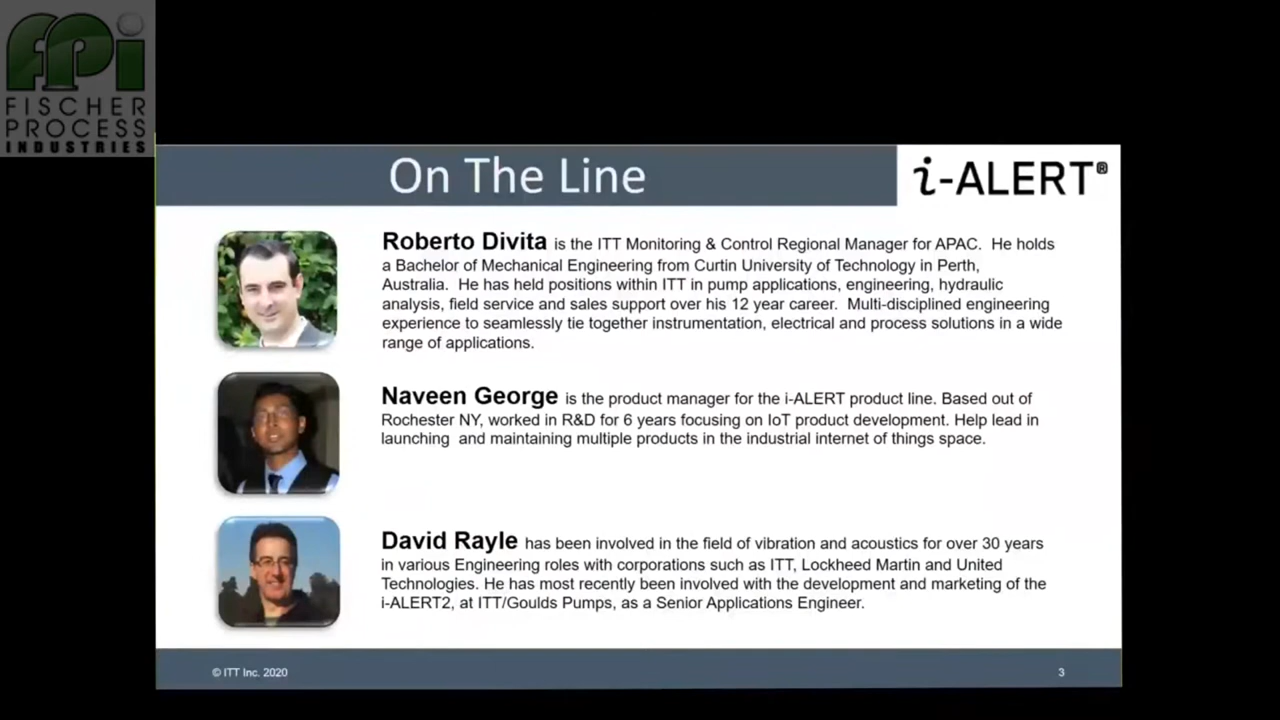 fpi
FISCHER
PROCESS
INDUSTRIES
On The Line
i-ALERT®
Roberto Divita is the ITT Monitoring & Control Regional Manager for APAC. He holds
a Bachelor of Mechanical Engineering from Curtin University of Technology in Perth,
Australia. He has held positions within ITT in pump applications, engineering, hydraulic
analysis, field service and sales support over his 12 year career. Multi-disciplined engineering
experience to seamlessly tie together instrumentation, electrical and process solutions in a wide
range of applications.
Naveen George is the product manager for the i-ALERT product line. Based out of
Rochester NY, worked in R&D for 6 years focusing on IoT product development. Help lead in
launching and maintaining multiple products in the industrial internet of things space.
David Rayle has been involved in the field of vibration and acoustics for over 30 years
in various Engineering roles with corporations such as ITT, Lockheed Martin and United
Technologies. He has most recently been involved with the development and marketing of the
i-ALERT2, at ITT/Goulds Pumps, as a Senior Applications Engineer.
© ITT Inc. 2020
3